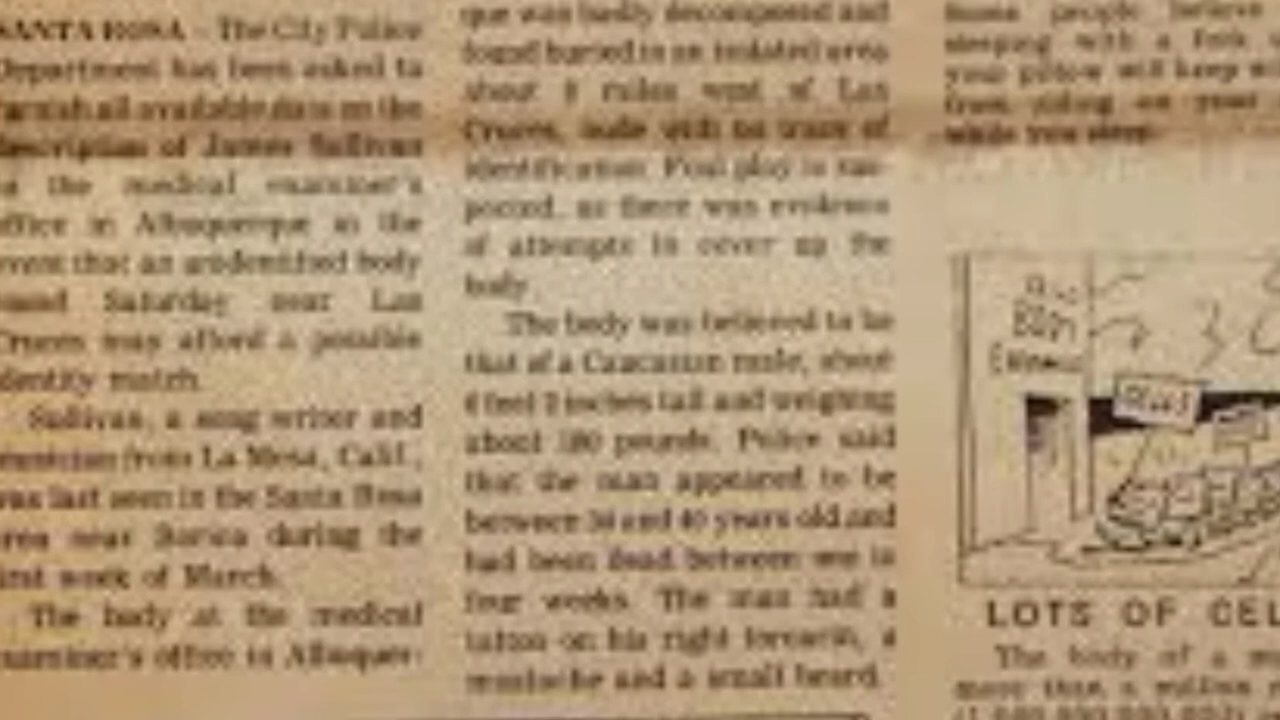 SANTA ROSA - The City Police
Department has been asked to
furnish all available data on the
description of James Sullivan
to the medical examiner's
office in Albuquerque in the
event that an unidentified body
found Saturday near Las
Cruces may afford a possible
identity match.
Sullivan, a song writer and
musician from La Mesa, Calif.,
was last seen in the Santa Rosa
area near during the
first week of March.
The body at the medical
examiner's office in Albuquer-
que was badly decomposed and
found buried in an isolated area
about miles west of Las
Cruces, nude with no trace of
identification. Foul play is sus-
pected, as there was evidence
of attempts to cover up the
body.
The body was believed to be
that of a Caucasian male, about
6 feet 2 inches tall and weighing
about 180 pounds. Police said
that the man appeared to be
between and 40 years old and
had been dead between one to
four weeks. The man had a
tattoo on his right forearm, a
mustache and a small beard.
Some people believe
sleeping with a fork
your pillow will keep
from riding on your
while you sleep.
LOTS OF CEL
The body of a
more than a million